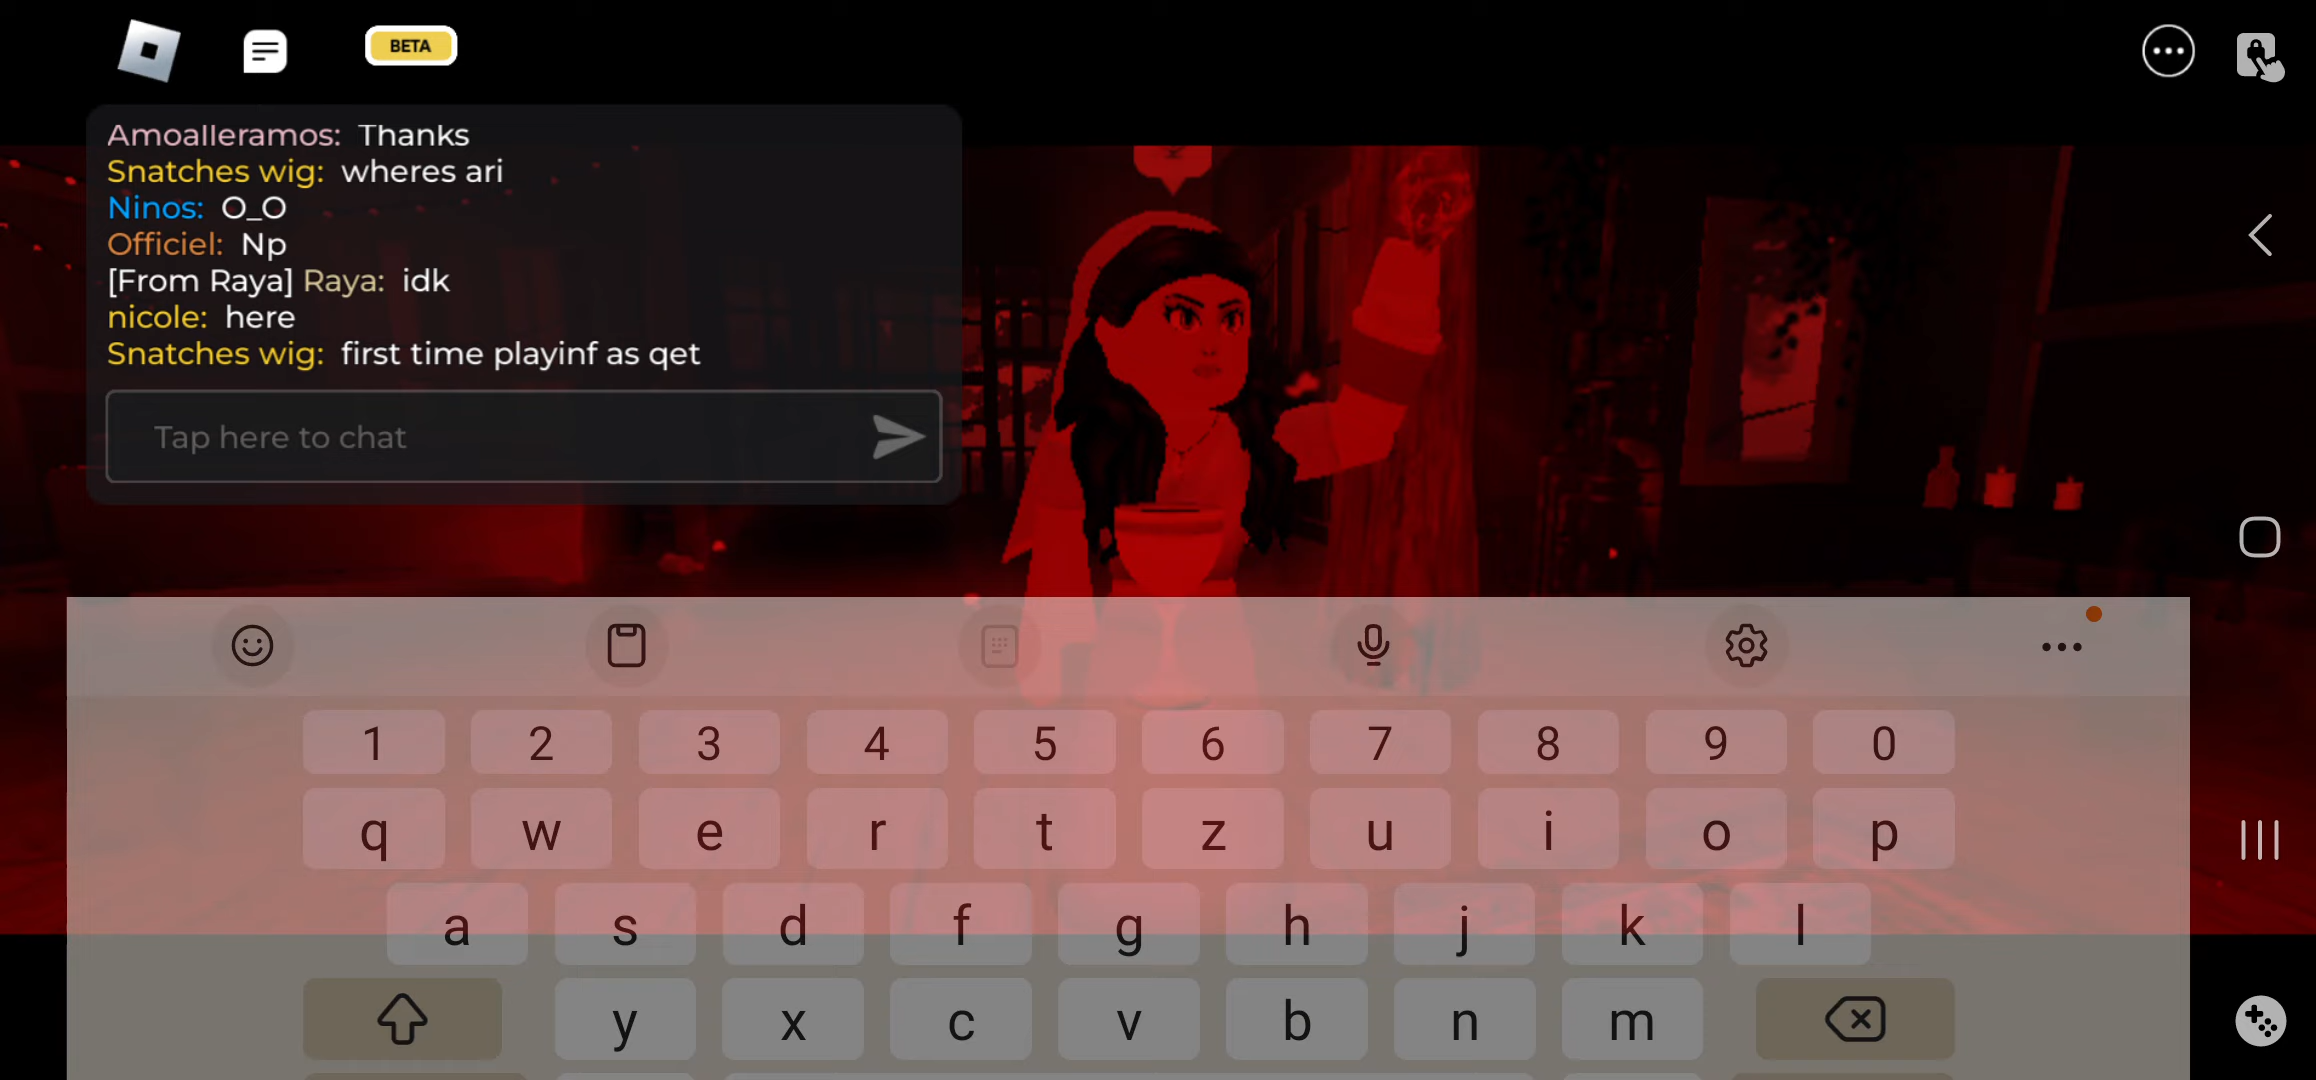 BETA
Amoalleramos: Thanks
Snatches wig: wheres ari
Ninos: O_O
Officiel: Np
[From Raya] Raya: idk
nicole: here
Snatches wig: first time playinf as qet
Tap here to chat
1 2 3 4 5 6 7 8 9 0
q w e r t z u i o p
a s d f g h j k l
y x c v b n m